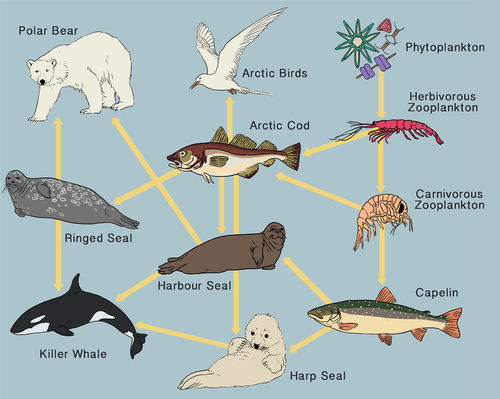 Polar Bear
Arctic Birds
Phytoplankton
Herbivorous
Zooplankton
Arctic Cod
Carnivorous
Zooplankton
Ringed Seal
Harbour Seal
Capelin
Killer Whale
Harp Seal